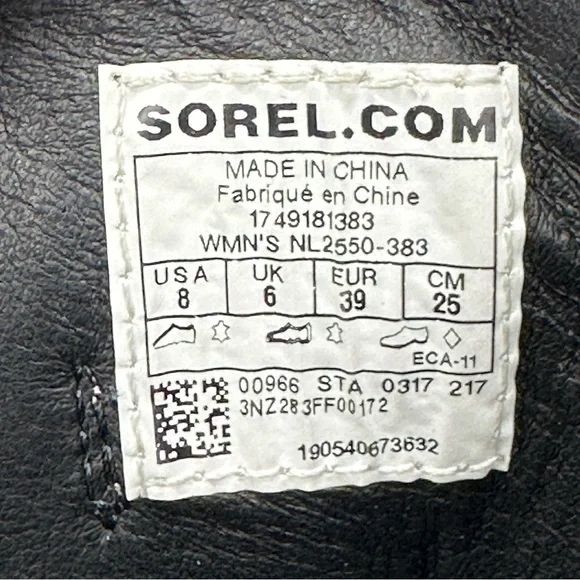 SOREL.COM
MADE IN CHINA
Fabriqué en Chine
1749181383
WMN'S NL2550-383
USA UK EUR CM
8 6 39 25
ECA-11
00966 STA 0317 217
3NZ283FF00172
190540673632